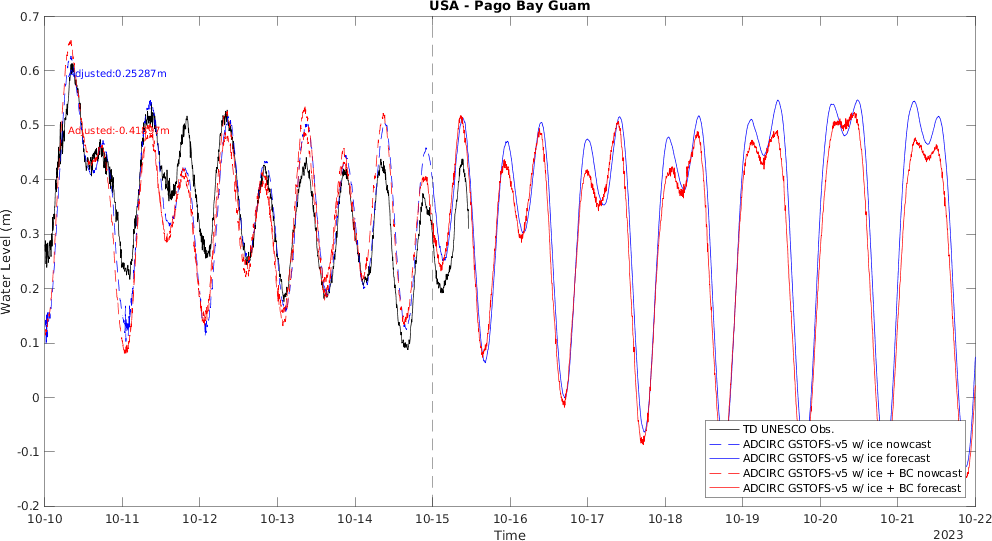 USA - Pago Bay Guam
Water Level (m)
0.7
0.6
0.5
0.4
0.3
0.2
0.1
0
-0.1
-0.2
Adjusted:0.25287m
TD UNESCO Obs.
ADCIRC GSTOFS-v5 w/ ice nowcast
ADCIRC GSTOFS-v5 w/ ice forecast
ADCIRC GSTOFS-v5 w/ ice + BC nowcast
ADCIRC GSTOFS-v5 w/ ice + BC forecast
10-10 10-11 10-12 10-13 10-14 10-15 10-16 10-17 10-18 10-19 10-20 10-21 10-22
Time
2023